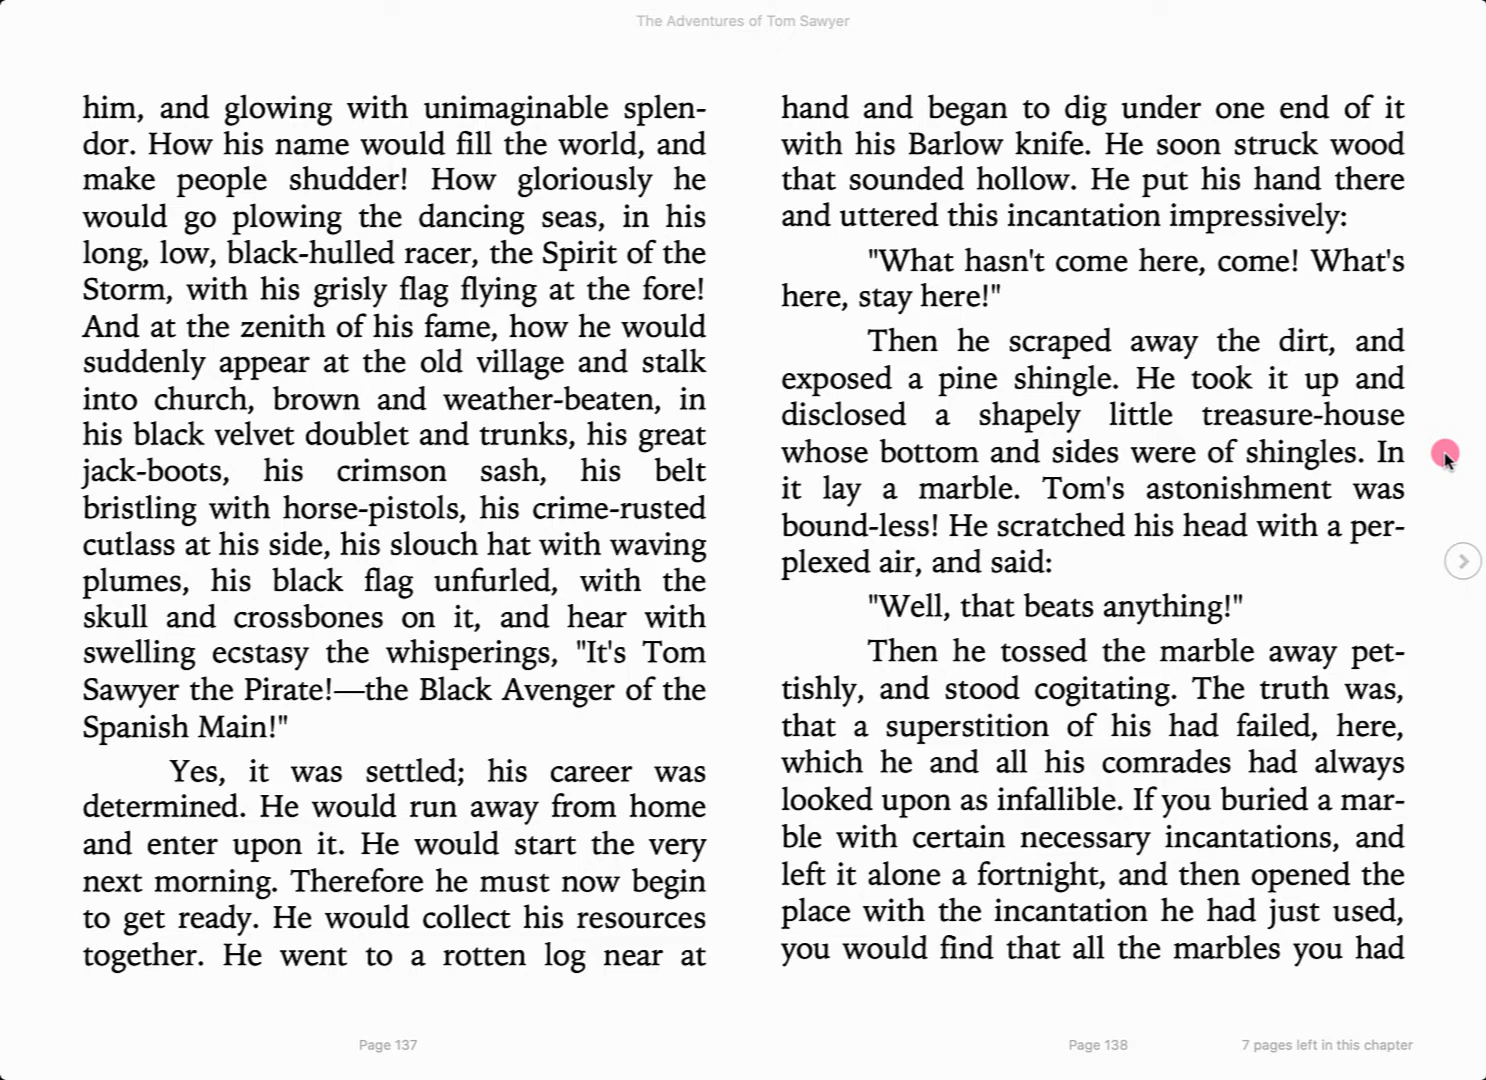 The Adventures of Tom Sawyer
him, and glowing with unimaginable splen-
dor. How his name would fill the world, and
make people shudder! How gloriously he
would go plowing the dancing seas, in his
long, low, black-hulled racer, the Spirit of the
Storm, with his grisly flag flying at the fore!
And at the zenith of his fame, how he would
suddenly appear at the old village and stalk
into church, brown and weather-beaten, in
his black velvet doublet and trunks, his great
jack-boots, his crimson sash, his belt
bristling with horse-pistols, his crime-rusted
cutlass at his side, his slouch hat with waving
plumes, his black flag unfurled, with the
skull and crossbones on it, and hear with
swelling ecstasy the whisperings, "It's Tom
Sawyer the Pirate!—the Black Avenger of the
Spanish Main!"
Yes, it was settled; his career was
determined. He would run away from home
and enter upon it. He would start the very
next morning. Therefore he must now begin
to get ready. He would collect his resources
together. He went to a rotten log near at
Page 137
hand and began to dig under one end of it
with his Barlow knife. He soon struck wood
that sounded hollow. He put his hand there
and uttered this incantation impressively:
"What hasn't come here, come! What's
here, stay here!"
Then he scraped away the dirt, and
exposed a pine shingle. He took it up and
disclosed a shapely little treasure-house
whose bottom and sides were of shingles. In
it lay a marble. Tom's astonishment was
bound-less! He scratched his head with a per-
plexed air, and said:
"Well, that beats anything!"
Then he tossed the marble away pet-
tishly, and stood cogitating. The truth was,
that a superstition of his had failed, here,
which he and all his comrades had always
looked upon as infallible. If you buried a mar-
ble with certain necessary incantations, and
left it alone a fortnight, and then opened the
place with the incantation he had just used,
you would find that all the marbles you had
Page 138
7 pages left in this chapter